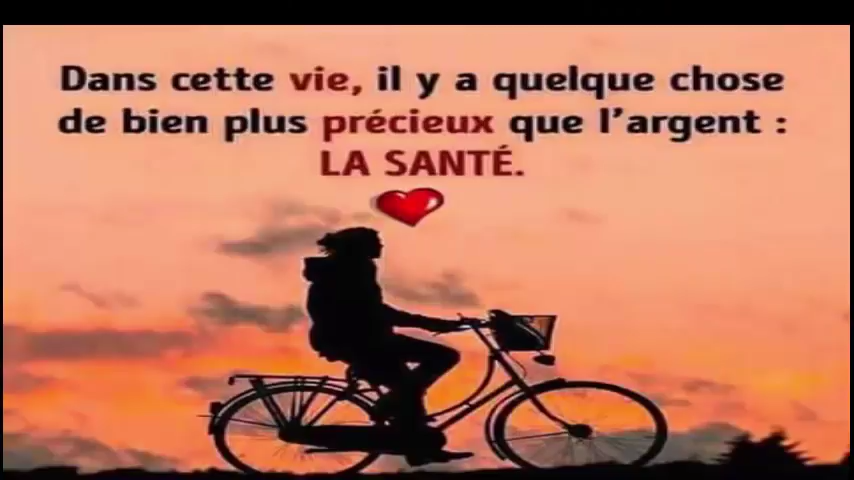 Dans cette vie, il y a quelque chose
de bien plus précieux que l'argent :
LA SANTÉ.